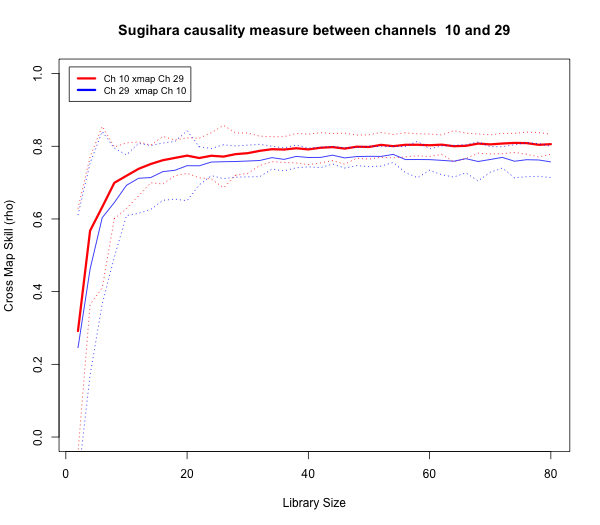 Sugihara causality measure between channels  10 and 29
Ch 10 xmap Ch 29
Ch 29  xmap Ch 10
Cross Map Skill (rho)
1.0
0.8
0.6
0.4
0.2
0.0
0 20 40 60 80
Library Size